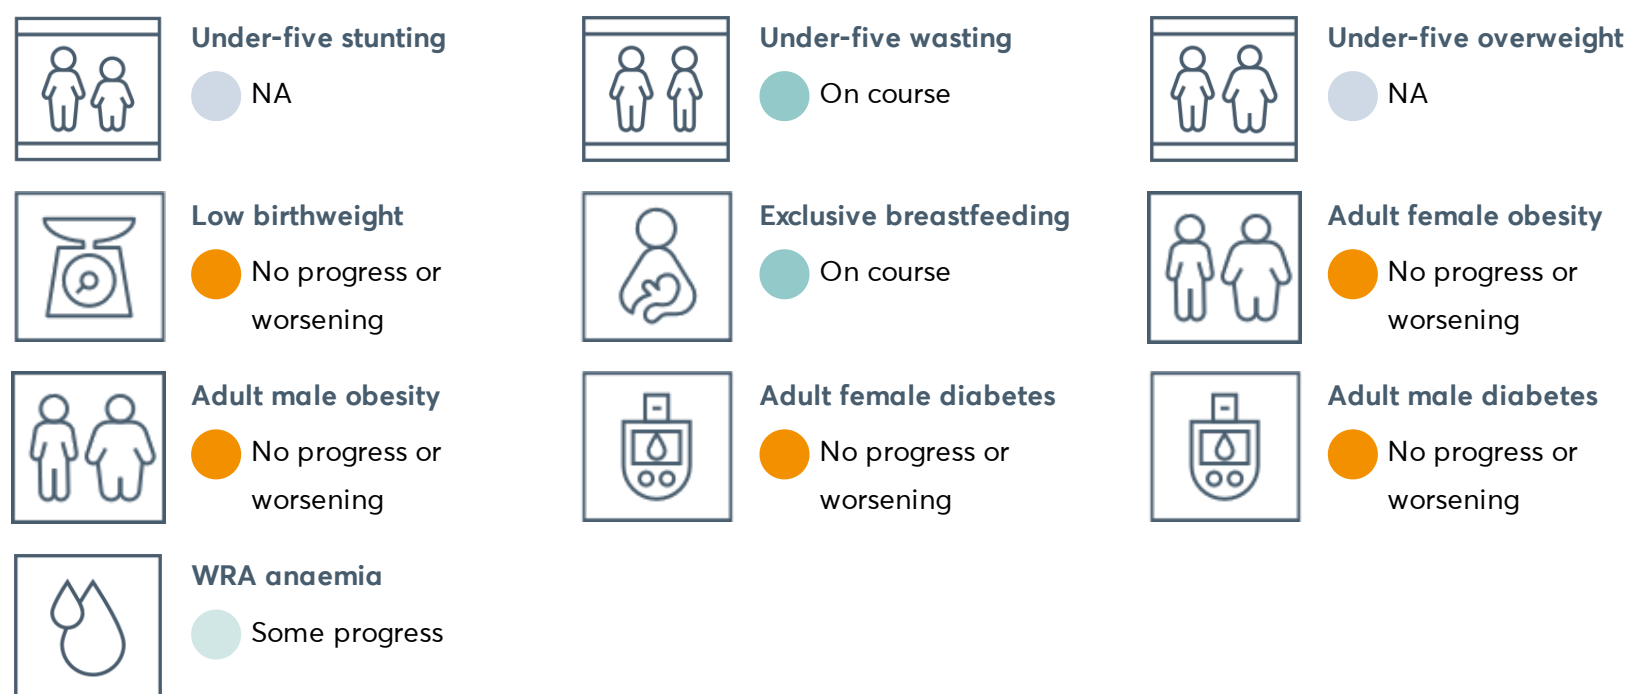 Under-five stunting
NA
Under-five wasting
On course
Under-five overweight
NA
Low birthweight
No progress or
worsening
Exclusive breastfeeding
On course
Adult female obesity
No progress or
worsening
Adult male obesity
No progress or
worsening
Adult female diabetes
No progress or
worsening
Adult male diabetes
No progress or
worsening
WRA anaemia
Some progress